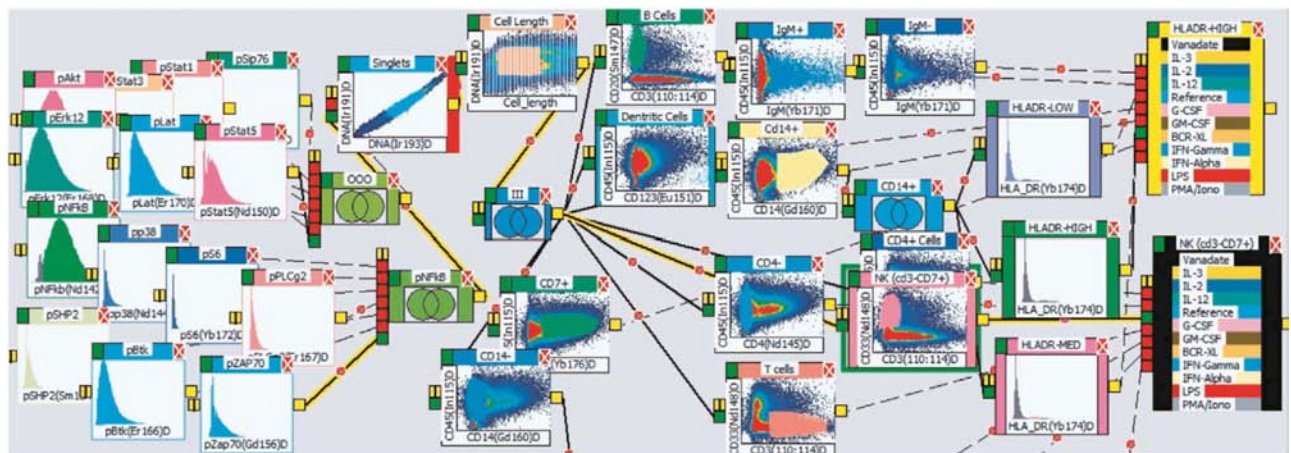 pSlp76
pStat1
Stat3
pAkt
pErk12
pErk12(Er168)D
pLat
pLat(Er170)D
pStat5
pStat5(Nd150)D
pNFkB
pNFkb(Nd142
pp38
pp38(Nd144
pS6
pS6(Yb172)D
pPLCg2
Er167)D
pSHP2
pSHP2(Sm1
pBtk
pBtk(Er166)D
pZAP70
pZap70(Gd156)D
OOO
pNFkB
Singlets
DNA(Ir191)D
DNA(Ir193)D
Cell Length
DNA(Ir191)D
Cell_length
III
B Cells
CD20(Sm147)D
CD3(110:114)D
IgM+
CD45(In115)D
IgM(Yb171)D
IgM-
CD45(In115)D
IgM(Yb171)D
Dentritic Cells
CD45(In115)D
CD123(Eu151)D
Cd14+
CD45(In115)D
CD14(Gd160)D
CD14+
CD4+ Cells
CD7+
S(In115)D
(Yb176)D
CD14-
CD45(In115)D
CD14(Gd160)D
CD4-
CD45(In115)D
CD4(Nd145)D
NK (cd3-CD7+)
CD33(Nd148)D
CD3(110:114)D
T cells
CD33(Nd148)D
CD3(110:114)D
HLADR-LOW
HLA_DR(Yb174)D
HLADR-HIGH
HLA_DR(Yb174)D
HLADR-MED
HLA_DR(Yb174)D
HLADR-HIGH
Vanadate
IL-3
IL-2
IL-12
Reference
G-CSF
GM-CSF
BCR-XL
IFN-Gamma
IFN-Alpha
LPS
PMA/Iono
NK (cd3-CD7+)
Vanadate
IL-3
IL-2
IL-12
Reference
G-CSF
GM-CSF
BCR-XL
IFN-Gamma
IFN-Alpha
LPS
PMA/Iono